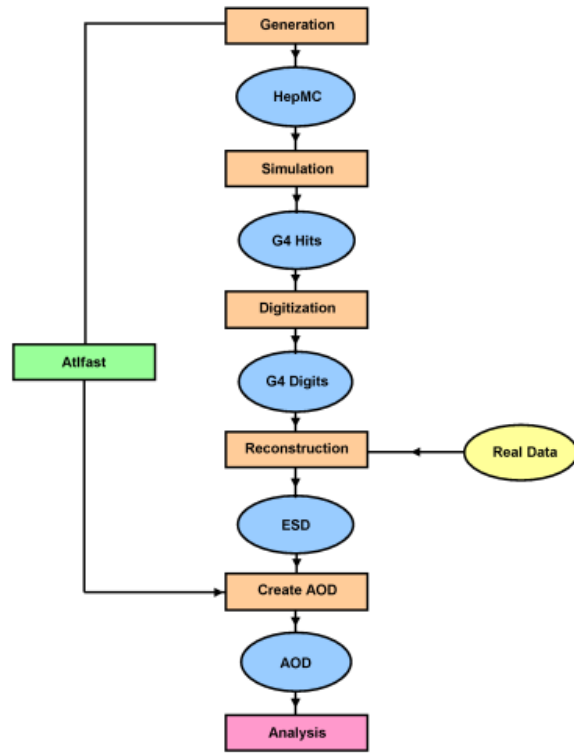 Generation
HepMC
Simulation
G4 Hits
Digitization
Atlfast
G4 Digits
Reconstruction
Real Data
ESD
Create AOD
AOD
Analysis